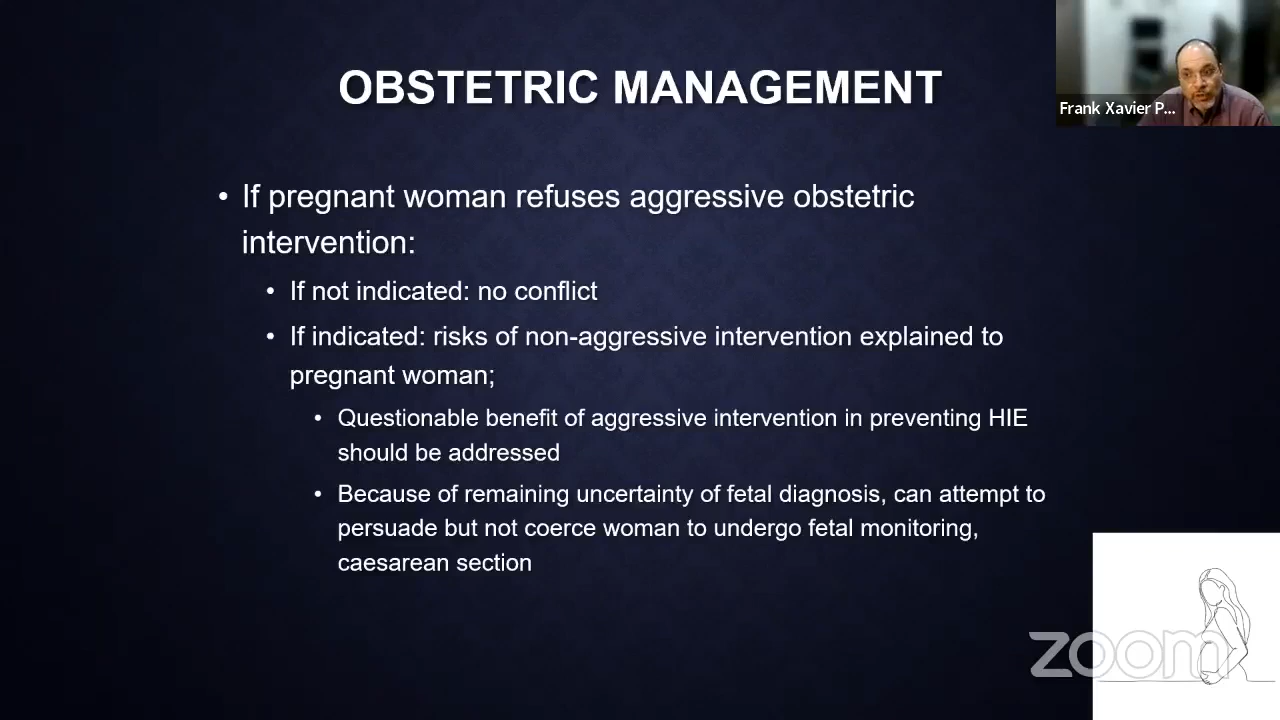 OBSTETRIC MANAGEMENT
Frank Xavier P...
• If pregnant woman refuses aggressive obstetric
intervention:
• If not indicated: no conflict
• If indicated: risks of non-aggressive intervention explained to
pregnant woman;
• Questionable benefit of aggressive intervention in preventing HIE
should be addressed
• Because of remaining uncertainty of fetal diagnosis, can attempt to
persuade but not coerce woman to undergo fetal monitoring,
caesarean section
zoom